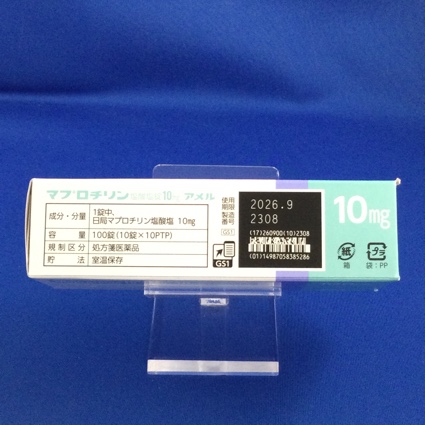 マプロチリン塩酸塩錠10mg「アメル」
成分・分量 1錠中、
日局マプロチリン塩酸塩 10mg
容量 100錠(10錠×10PTP)
規制区分 処方箋医薬品
貯法 室温保存
GS1
使用
期限
製造
番号
GS1
2026.9
2308
(17)260900(10)2308
(01)14987058385286
10mg
紙
箱
プラ
袋:PP